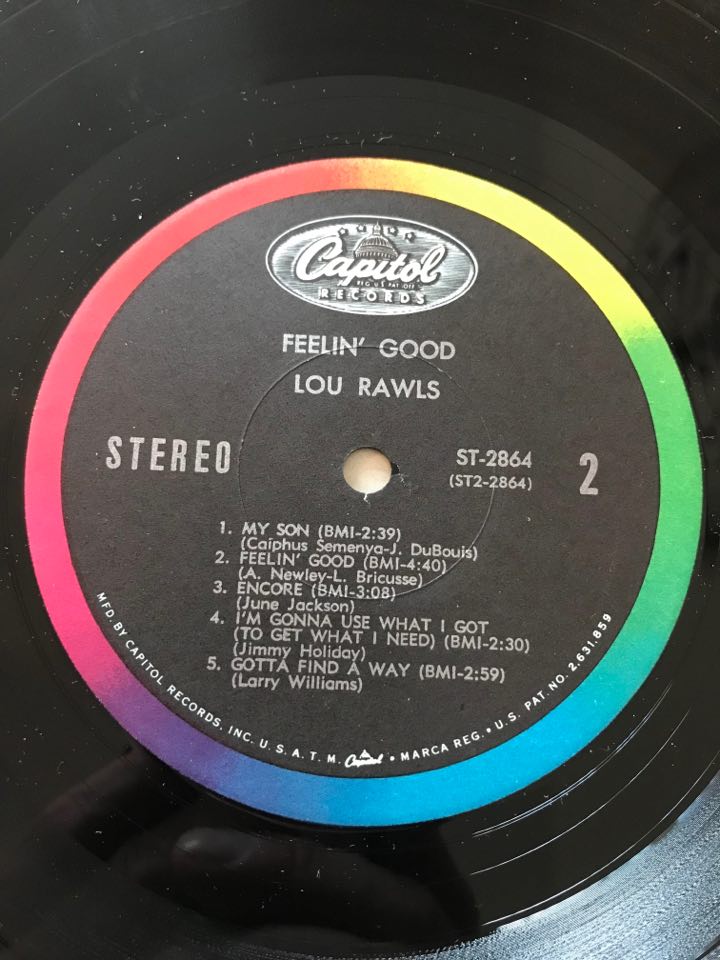 Capitol
REG. U.S. PAT. OFF.
RECORDS
FEELIN' GOOD
LOU RAWLS
STEREO
ST-2864
(ST2-2864)
2
1. MY SON (BMI-2:39)
(Caiphus Semenya-J. DuBouis)
2. FEELIN' GOOD (BMI-4:40)
(A. Newley-L. Bricusse)
3. ENCORE (BMI-3:08)
(June Jackson)
4. I'M GONNA USE WHAT I GOT
(TO GET WHAT I NEED) (BMI-2:30)
(Jimmy Holiday)
5. GOTTA FIND A WAY (BMI-2:59)
(Larry Williams)
MFD. BY CAPITOL RECORDS, INC. U.S.A. T.M. Capitol • MARCA REG. • U.S. PAT. NO. 2,631,859